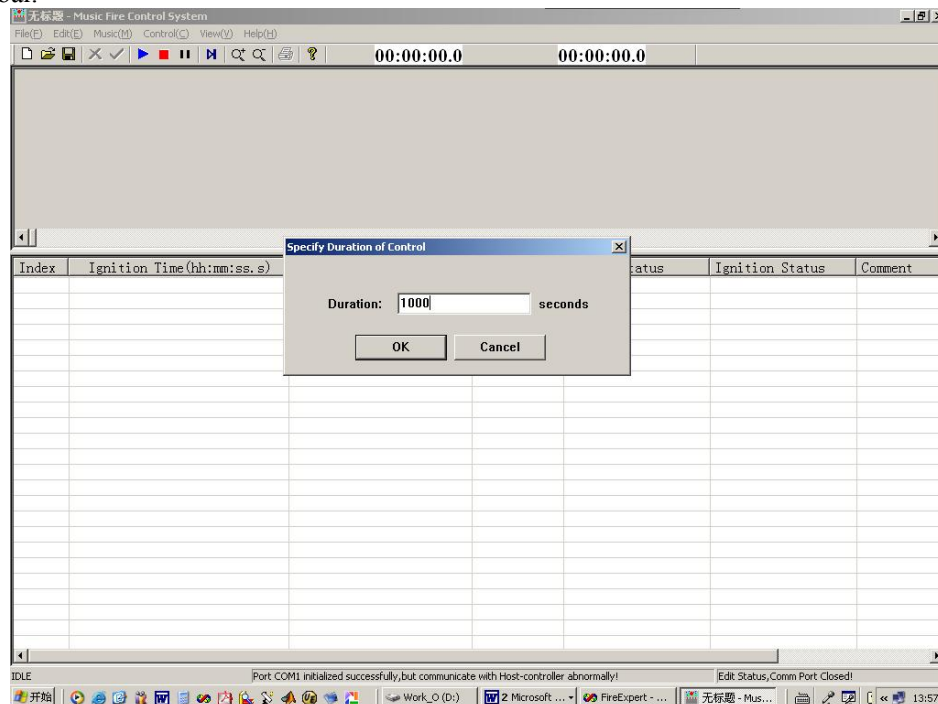 bar.
无标题 - Music Fire Control System
File(F) Edit(E) Music(M) Control(C) View(V) Help(H)
00:00:00.0 00:00:00.0
Specify Duration of Control
Index Ignition Time(hh:mm:ss.s) tatus Ignition Status Comment
Duration: 1000 seconds
OK Cancel
IDLE Port COM1 initialized successfully,but communicate with Host-controller abnormally! Edit Status,Comm Port Closed!
开始 Work_O (D:) 2 Microsoft ... FireExpert - ... 无标题 - Mus... 13:57